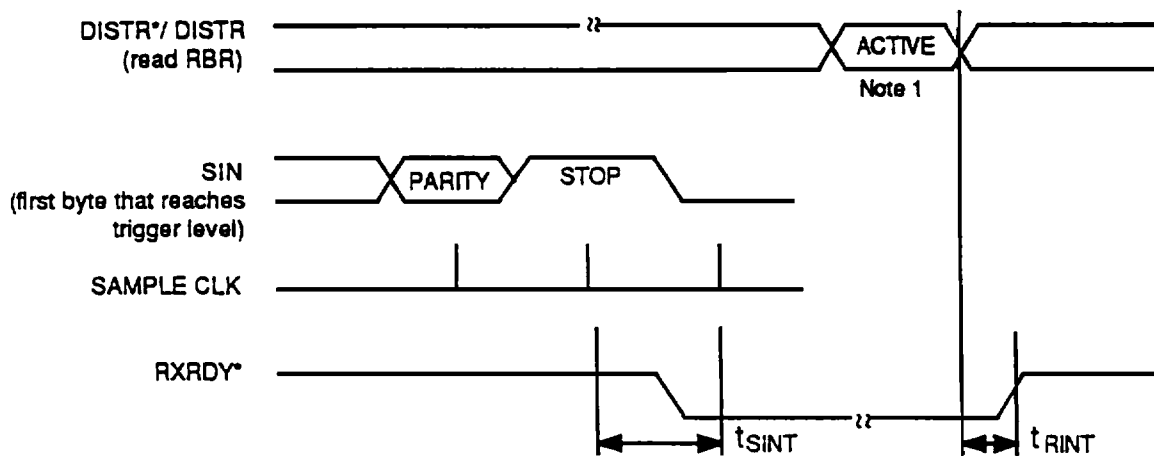 DISTR*/ DISTR
(read RBR)
ACTIVE
Note 1
SIN
(first byte that reaches
trigger level)
PARITY
STOP
SAMPLE CLK
RXRDY*
tSINT
tRINT